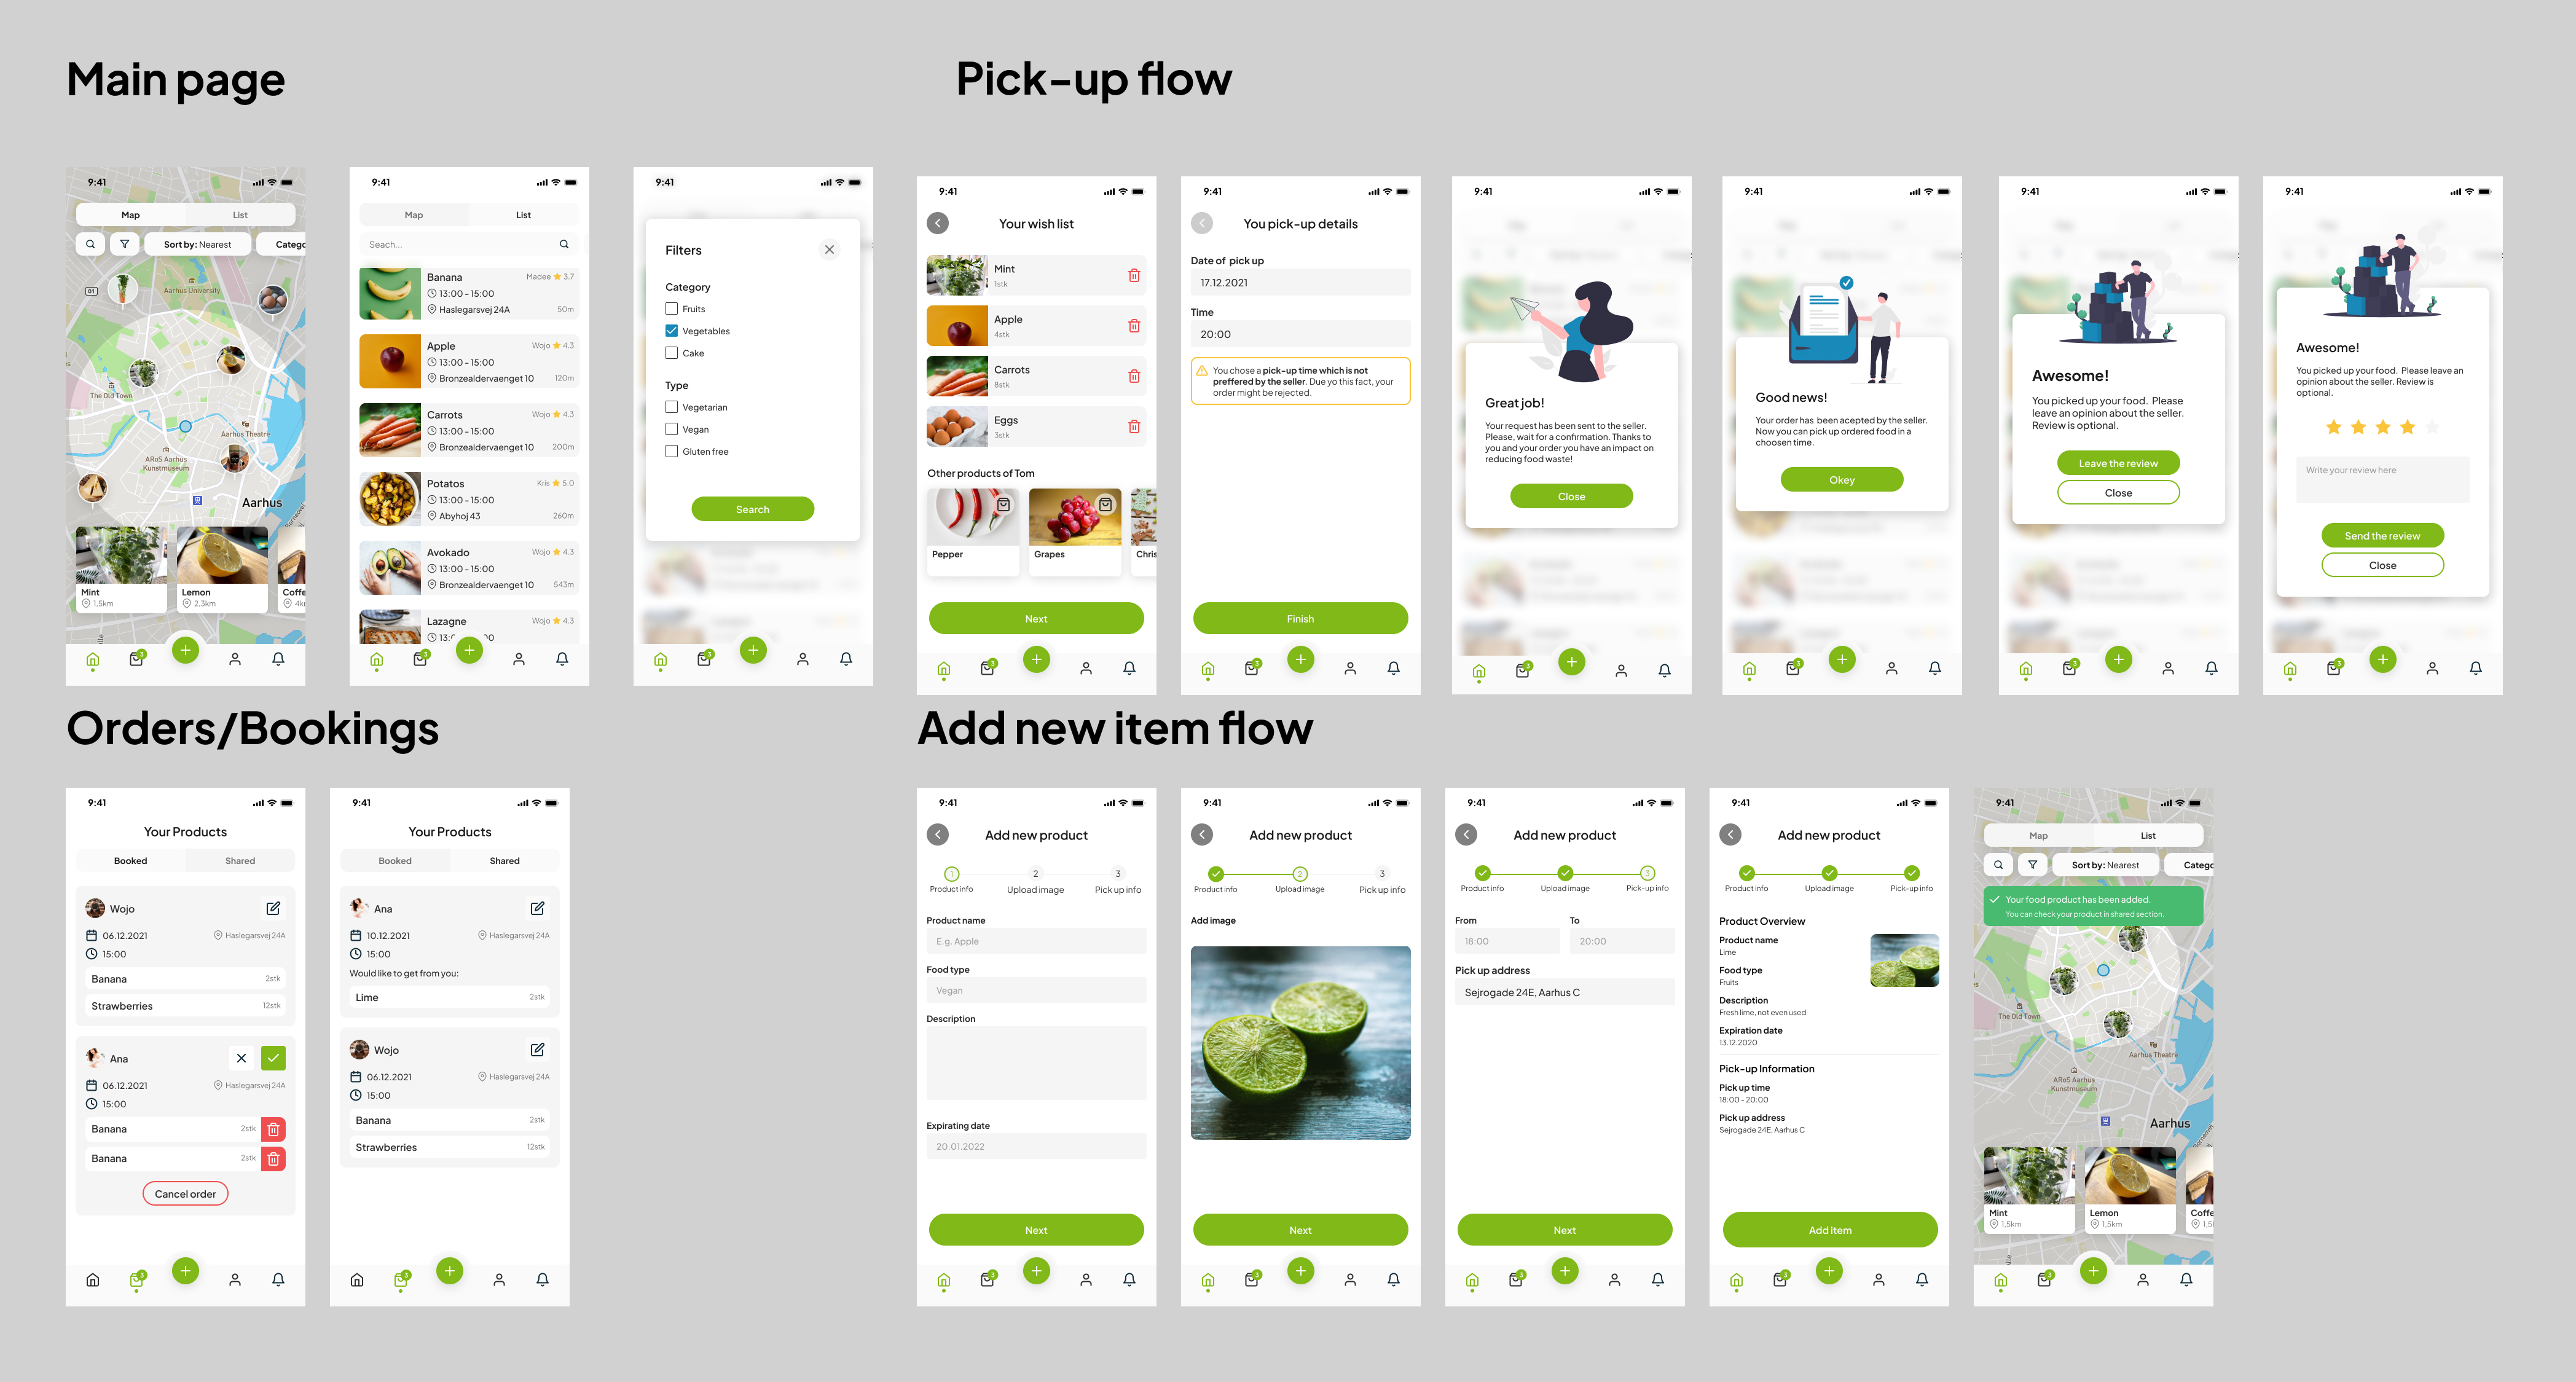 Main page
Pick-up flow
9:41
Map
List
Sort by: Nearest
Catego
01
Aarhus University
The Old Town
Aarhus Theatre
ARoS Aarhus
Kunstmuseum
Aarhus
Mint
1,5km
Lemon
2,3km
Coffe
4k
3
9:41
Map
List
Seach...
Banana
Madee 3.7
13:00 - 15:00
Haslegarsvej 24A
50m
Apple
Wojo 4.3
13:00 - 15:00
Bronzealdervaenget 10
120m
Carrots
Wojo 4.3
13:00 - 15:00
Bronzealdervaenget 10
200m
Potatos
Kris 5.0
13:00 - 15:00
Abyhoj 43
260m
Avokado
Wojo 4.3
13:00 - 15:00
Bronzealdervaenget 10
543m
Lazagne
Wojo 4.3
3
9:41
Filters
Category
Fruits
Vegetables
Cake
Type
Vegetarian
Vegan
Gluten free
Search
3
9:41
Your wish list
Mint
1stk
Apple
4stk
Carrots
8stk
Eggs
3stk
Other products of Tom
Pepper
Grapes
Chris
Next
3
9:41
You pick-up details
Date of pick up
17.12.2021
Time
20:00
You chose a pick-up time which is not
preffered by the seller. Due yo this fact, your
order might be rejected.
Finish
3
9:41
Great job!
Your request has been sent to the seller.
Please, wait for a confirmation. Thanks to
you and your order you have an impact on
reducing food waste!
Close
3
9:41
Good news!
Your order has been acepted by the seller.
Now you can pick up ordered food in a
choosen time.
Okey
3
9:41
Awesome!
You picked up your food. Please
leave an opinion about the seller.
Review is optional.
Leave the review
Close
3
9:41
Awesome!
You picked up your food. Please leave an
opinion about the seller. Review is
optional.
Write your review here
Send the review
Close
3
Orders/Bookings
Add new item flow
9:41
Your Products
Booked
Shared
Wojo
06.12.2021
Haslegarsvej 24A
15:00
Banana
2stk
Strawberries
12stk
Ana
06.12.2021
Haslegarsvej 24A
15:00
Banana
2stk
Banana
2stk
Cancel order
3
9:41
Your Products
Booked
Shared
Ana
10.12.2021
Haslegarsvej 24A
15:00
Would like to get from you:
Lime
2stk
Wojo
06.12.2021
Haslegarsvej 24A
15:00
Banana
2stk
Strawberries
12stk
3
9:41
Add new product
1
2
3
Product info
Upload image
Pick up info
Product name
E.g. Apple
Food type
Vegan
Description
Expirating date
20.01.2022
Next
3
9:41
Add new product
2
3
Product info
Upload image
Pick up info
Add image
Next
3
9:41
Add new product
3
Product info
Upload image
Pick-up info
From
To
18:00
20:00
Pick up address
Sejrogade 24E, Aarhus C
Next
3
9:41
Add new product
Product info
Upload image
Pick-up info
Product Overview
Product name
Lime
Food type
Fruits
Description
Fresh lime, not even used
Expiration date
13.12.2020
Pick-up Information
Pick up time
18:00 - 20:00
Pick up address
Sejrogade 24E, Aarhus C
Add item
3
9:41
Map
List
Sort by: Nearest
Catego
Your food product has been added.
You can check your product in shared section.
The Old Town
Aarhus Theatre
ARoS Aarhus
Kunstmuseum
Aarhus
Mint
1,5km
Lemon
1,5km
Coffe
1,5
3